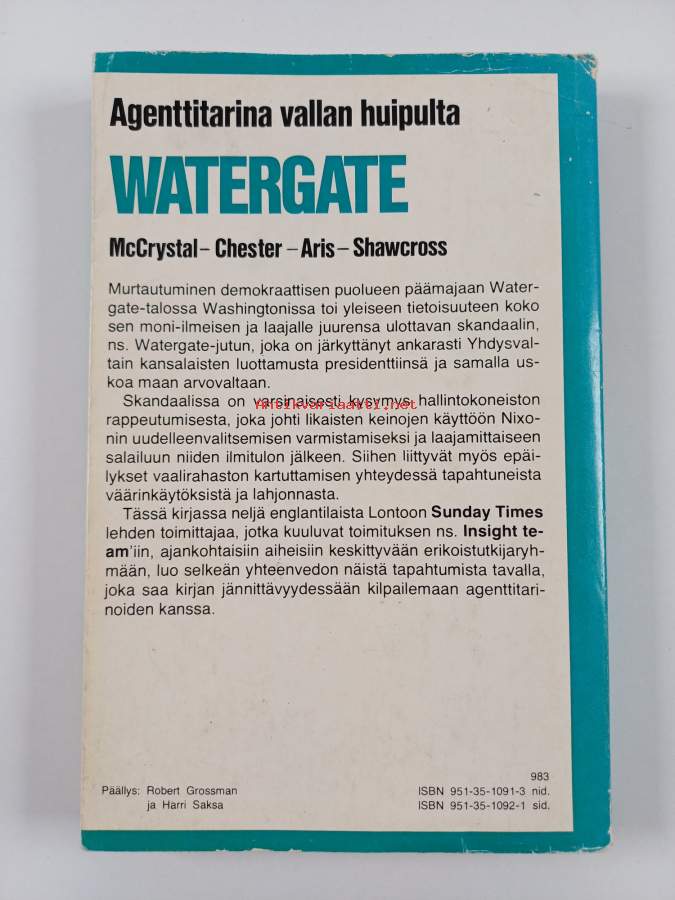 Agenttitarina vallan huipulta
WATERGATE
McCrystal – Chester – Aris – Shawcross
Murtautuminen demokraattisen puolueen päämajaan Water-
gate-talossa Washingtonissa toi yleiseen tietoisuuteen koko
sen moni-ilmeisen ja laajalle juurensa ulottavan skandaalin,
ns. Watergate-jutun, joka on järkyttänyt ankarasti Yhdysval-
tain kansalaisten luottamusta presidenttiinsä ja samalla us-
koa maan arvovaltaan.
Skandaalissa on varsinaisesti kysymys hallintokoneiston
antikvariaatti.net
rappeutumisesta, joka johti likaisten keinojen käyttöön Nixo-
nin uudelleenvalitsemisen varmistamiseksi ja laajamittaiseen
salailuun niiden ilmitulon jälkeen. Siihen liittyvät myös epäi-
lykset vaalirahaston kartuttamisen yhteydessä tapahtuneista
väärinkäytöksistä ja lahjonnasta.
Tässä kirjassa neljä englantilaista Lontoon Sunday Times
lehden toimittajaa, jotka kuuluvat toimituksen ns. Insight te-
am'iin, ajankohtaisiin aiheisiin keskittyvään erikoistutkijaryh-
mään, luo selkeän yhteenvedon näistä tapahtumista tavalla,
joka saa kirjan jännittävyydessään kilpailemaan agenttitari-
noiden kanssa.
983
Päällys: Robert Grossman
ja Harri Saksa
ISBN 951-35-1091-3 nid.
ISBN 951-35-1092-1 sid.